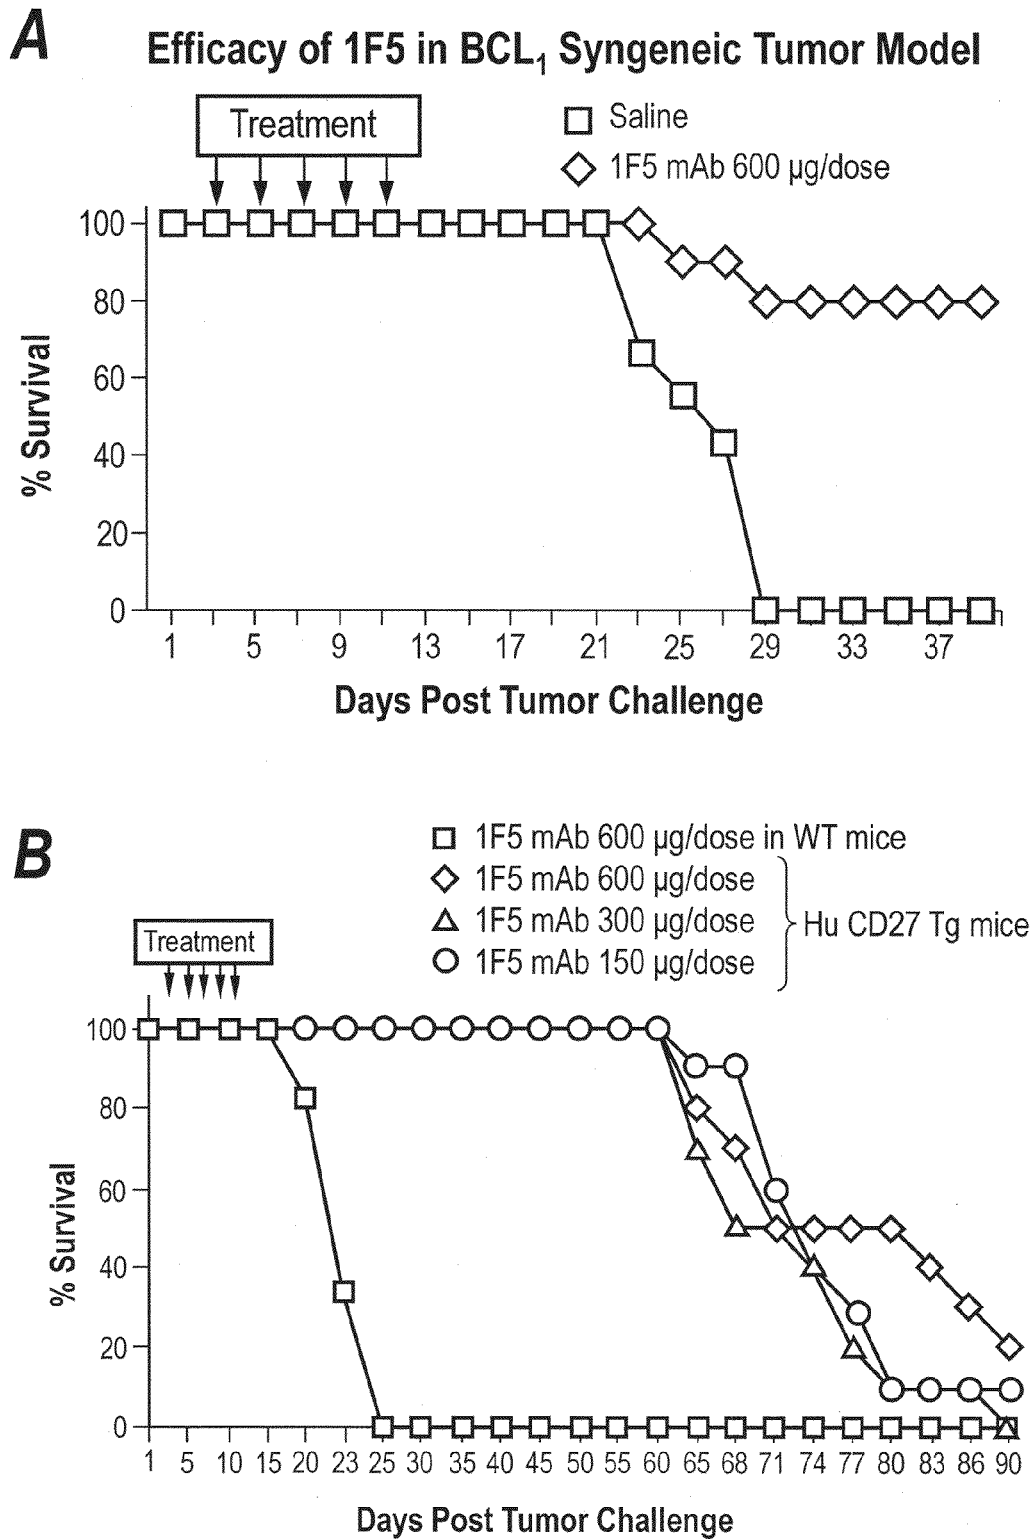 A
Efficacy of 1F5 in BCL₁ Syngeneic Tumor Model
Treatment
Saline
1F5 mAb 600 µg/dose
100
80
60
40
20
0
% Survival
1 5 9 13 17 21 25 29 33 37
Days Post Tumor Challenge
B
1F5 mAb 600 µg/dose in WT mice
1F5 mAb 600 µg/dose
1F5 mAb 300 µg/dose
1F5 mAb 150 µg/dose
Hu CD27 Tg mice
Treatment
100
80
60
40
20
0
% Survival
1 5 10 15 20 23 25 30 35 40 45 50 55 60 65 68 71 74 77 80 83 86 90
Days Post Tumor Challenge